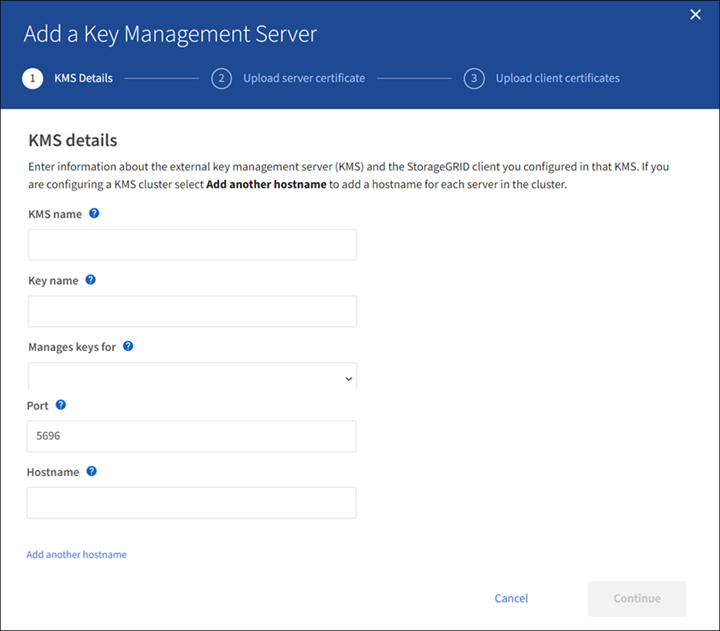 Add a Key Management Server
1 KMS Details 2 Upload server certificate 3 Upload client certificates
KMS details
Enter information about the external key management server (KMS) and the StorageGRID client you configured in that KMS. If you
are configuring a KMS cluster select Add another hostname to add a hostname for each server in the cluster.
KMS name ?
Key name ?
Manages keys for ?
Port ?
5696
Hostname ?
Add another hostname
Cancel Continue